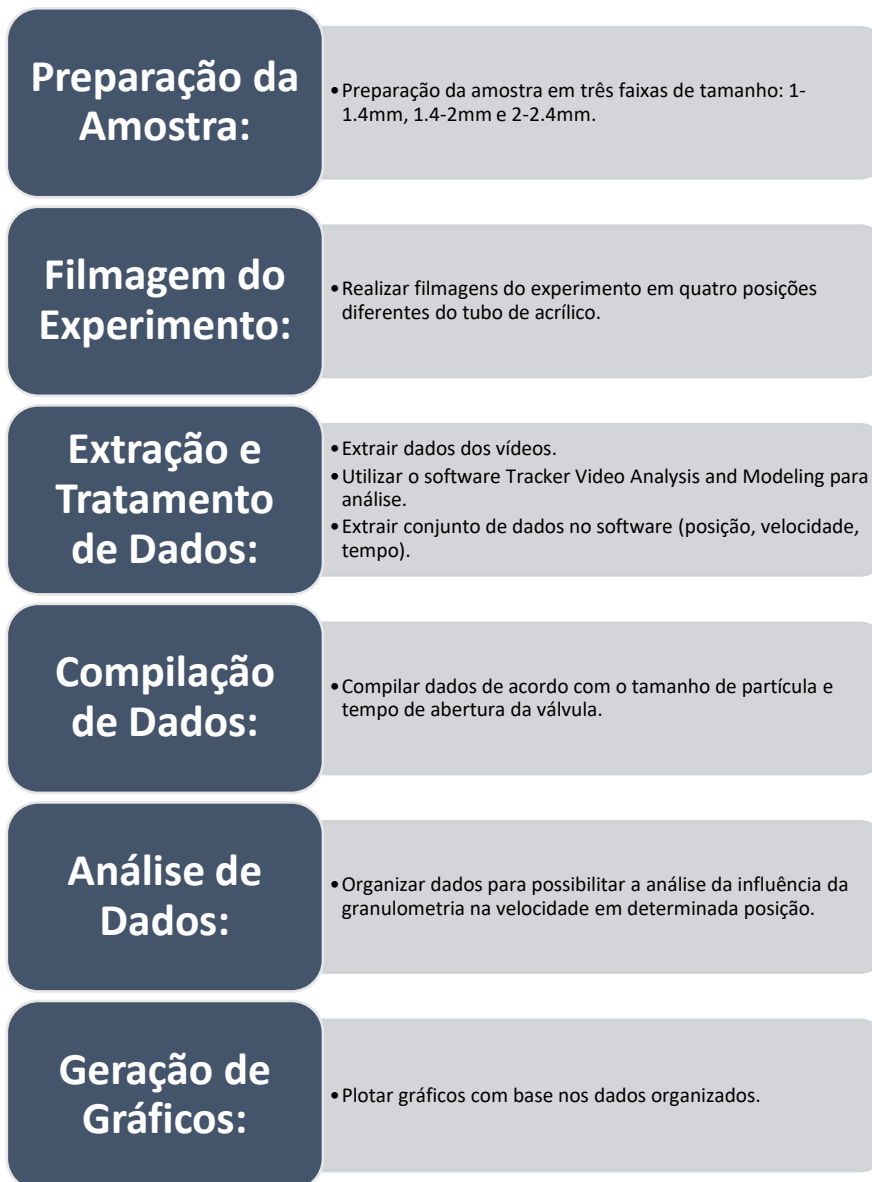 Preparação da
Amostra:
•Preparação da amostra em três faixas de tamanho: 1-
1.4mm, 1.4-2mm e 2-2.4mm.
Filmagem do
Experimento:
•Realizar filmagens do experimento em quatro posições
diferentes do tubo de acrílico.
Extração e
Tratamento
de Dados:
•Extrair dados dos vídeos.
•Utilizar o software Tracker Video Analysis and Modeling para
análise.
•Extrair conjunto de dados no software (posição, velocidade,
tempo).
Compilação
de Dados:
•Compilar dados de acordo com o tamanho de partícula e
tempo de abertura da válvula.
Análise de
Dados:
•Organizar dados para possibilitar a análise da influência da
granulometria na velocidade em determinada posição.
Geração de
Gráficos:
•Plotar gráficos com base nos dados organizados.